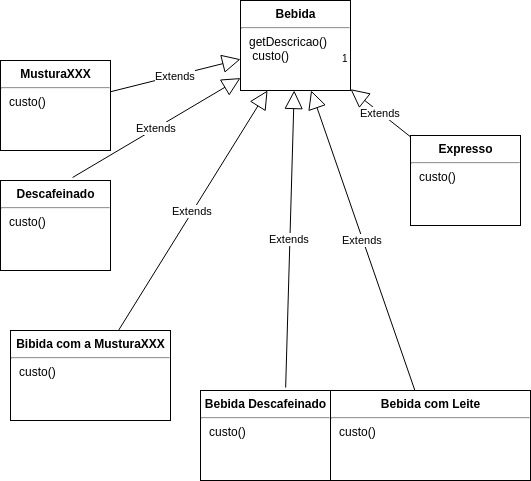 Bebida
getDescricao()
custo()
1
MusturaXXX
custo()
Extends
Extends
Extends
Expresso
custo()
Descafeinado
custo()
Extends
Extends
Extends
Bibida com a MusturaXXX
custo()
Bebida Descafeinado
custo()
Bebida com Leite
custo()